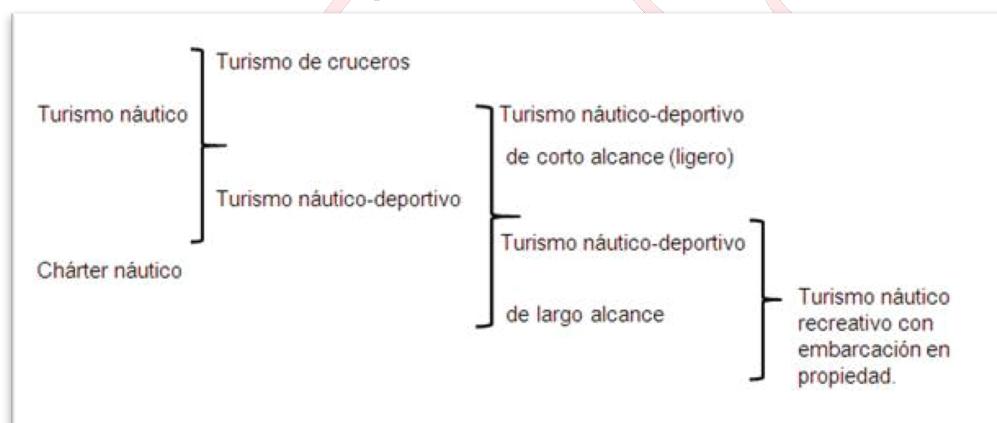 Turismo de cruceros
Turismo náutico
Turismo náutico-deportivo
Turismo náutico-deportivo
de corto alcance (ligero)
Turismo náutico-deportivo
de largo alcance
Chárter náutico
Turismo náutico
recreativo con
embarcación en
propiedad.